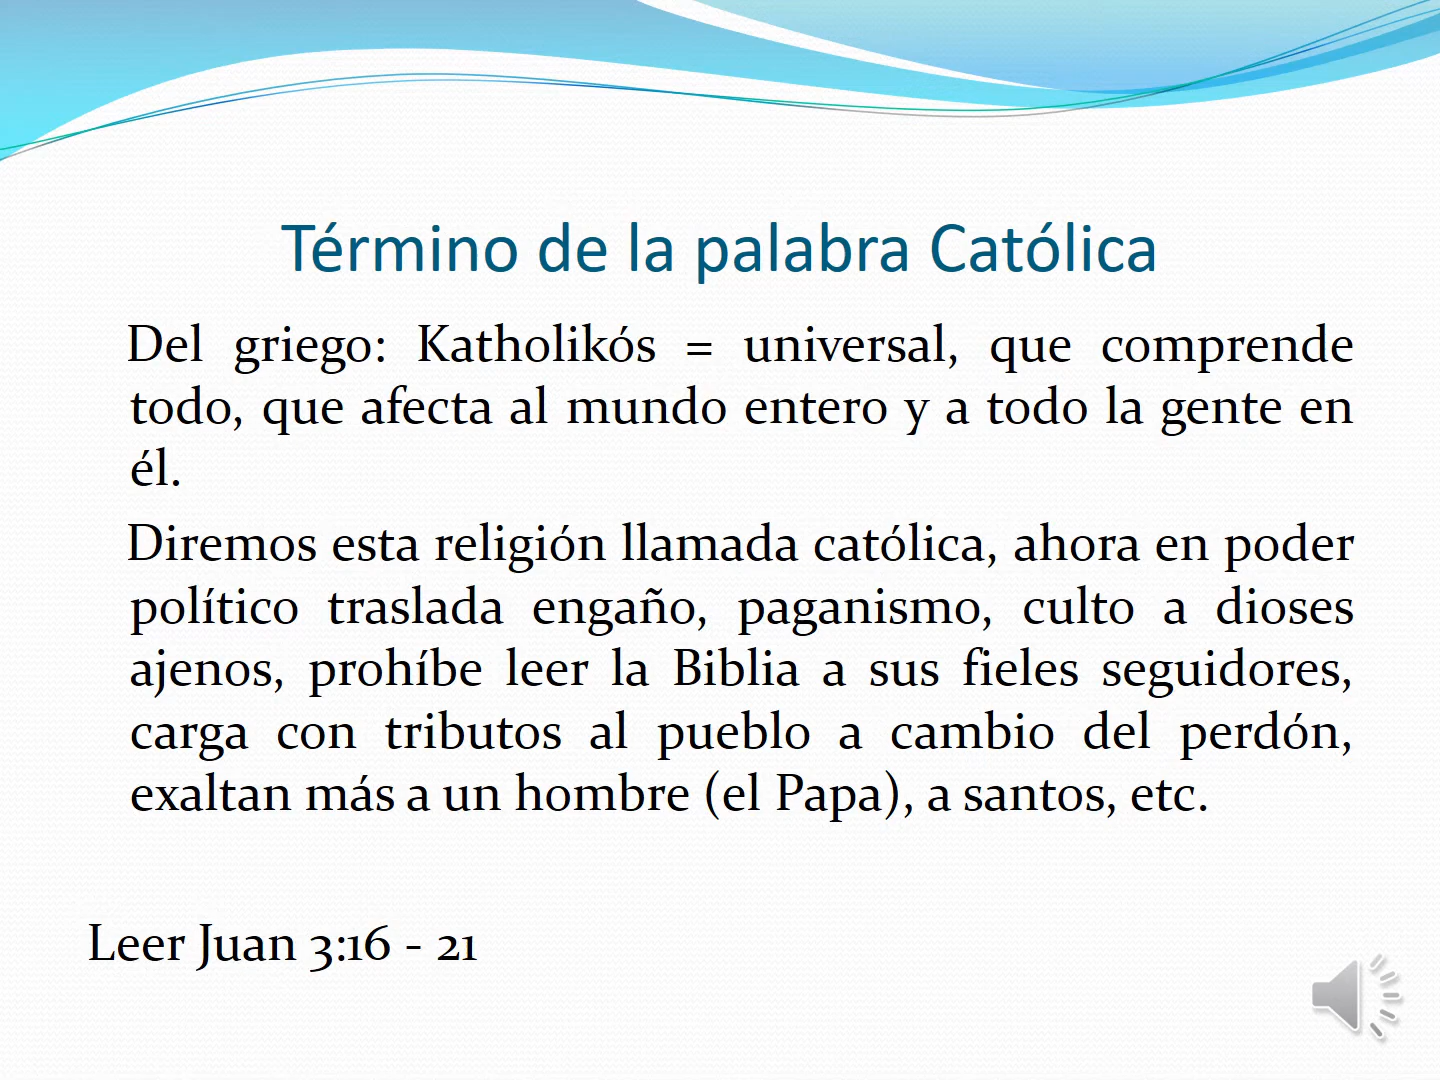 Término de la palabra Católica
Del griego: Katholikós = universal, que comprende
todo, que afecta al mundo entero y a todo la gente en
él.
Diremos esta religión llamada católica, ahora en poder
político traslada engaño, paganismo, culto a dioses
ajenos, prohíbe leer la Biblia a sus fieles seguidores,
carga con tributos al pueblo a cambio del perdón,
exaltan más a un hombre (el Papa), a santos, etc.
Leer Juan 3:16 - 21